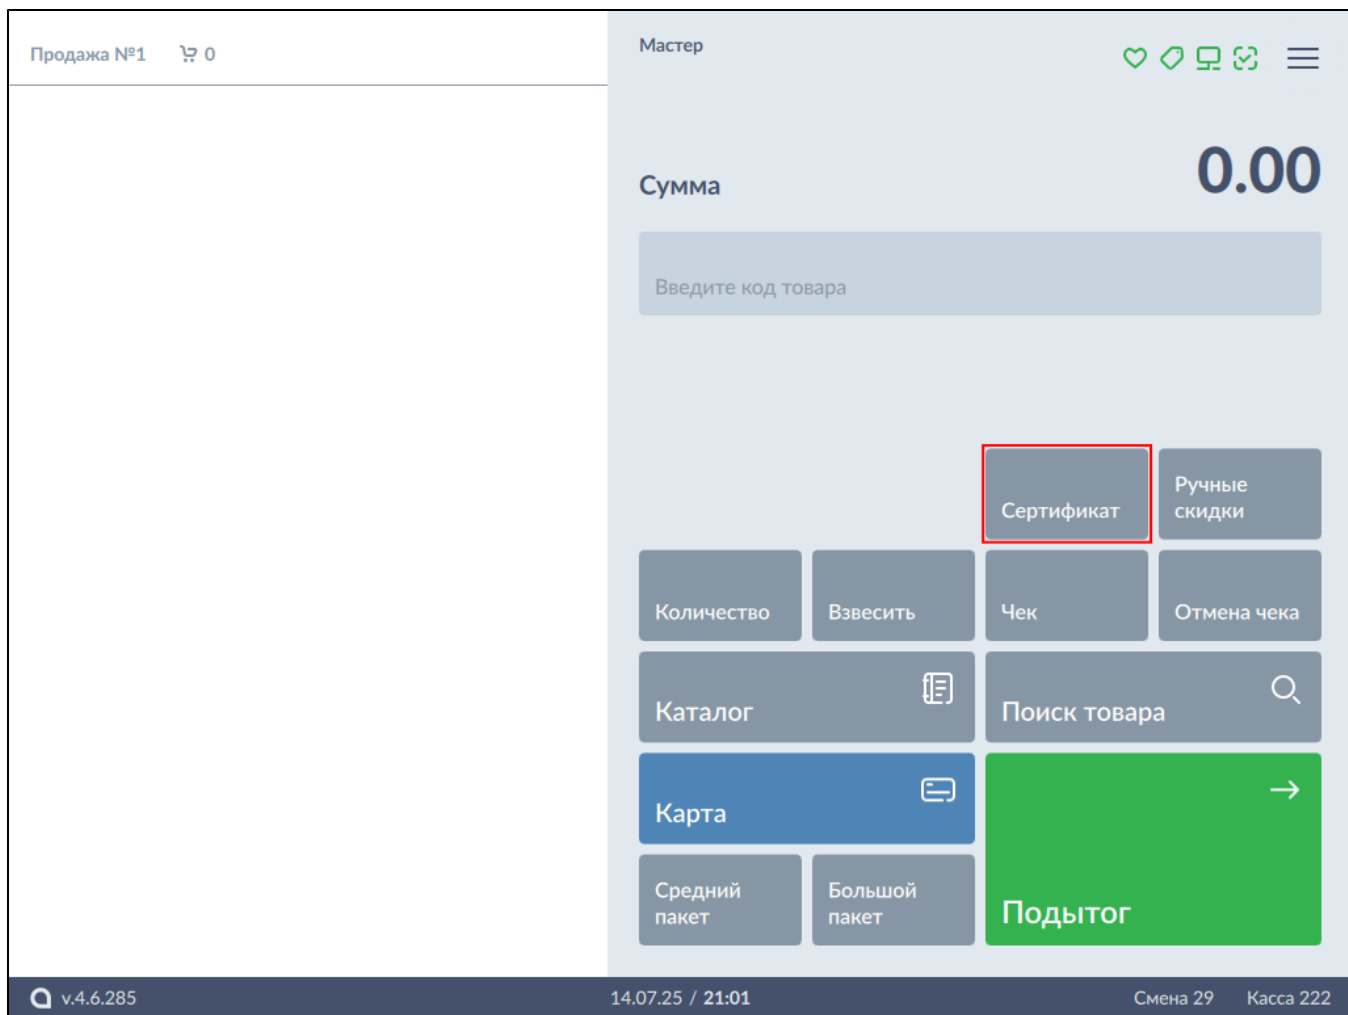 Продажа №1 0
Мастер
Сумма 0.00
Введите код товара
Сертификат
Ручные
скидки
Количество
Взвесить
Чек
Отмена чека
Каталог
Поиск товара
Карта
Средний
пакет
Большой
пакет
Подытог
v.4.6.285 14.07.25 / 21:01 Смена 29 Касса 222